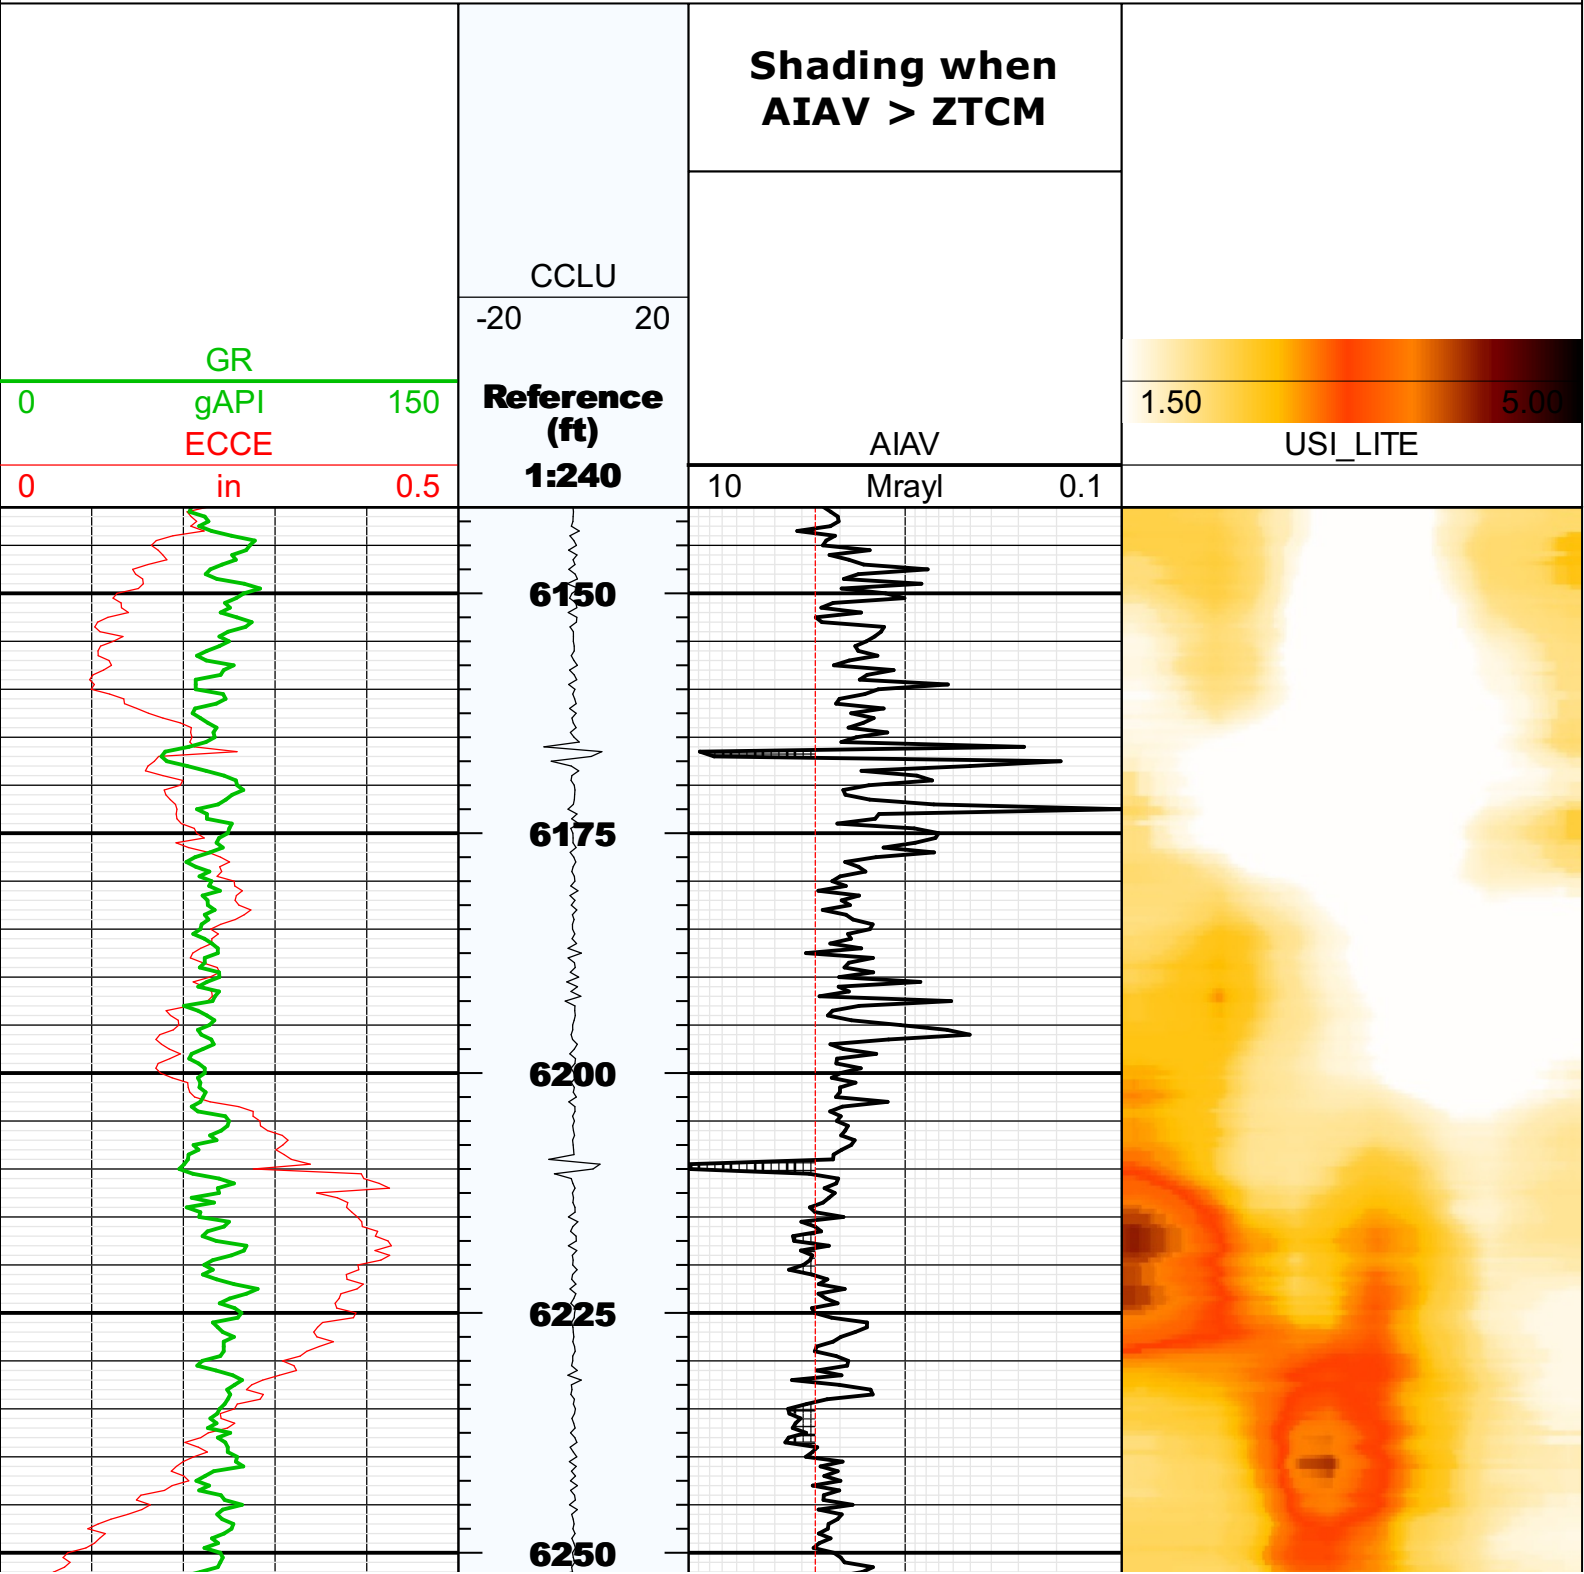 Shading when
AIAV > ZTCM
CCLU
-20 20
GR
0 gAPI 150
ECCE
0 in 0.5
Reference
(ft)
1:240
AIAV
10 Mrayl 0.1
1.50 5.00
USI_LITE
6150
6175
6200
6225
6250